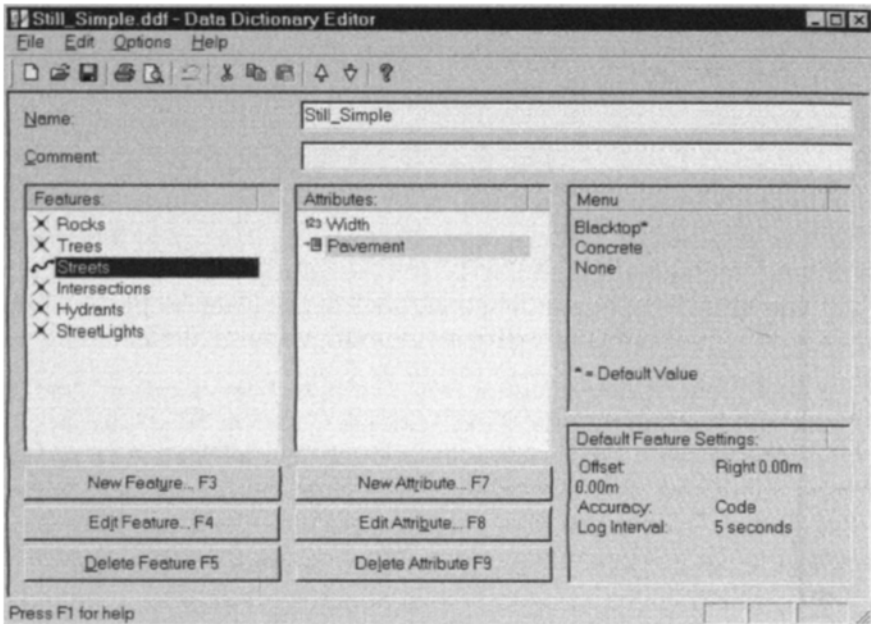 Still_Simple.ddf - Data Dictionary Editor
File Edit Options Help
Name: Still_Simple
Comment:
Features:
Rocks
Trees
Streets
Intersections
Hydrants
StreetLights
New Feature... F3
Edit Feature... F4
Delete Feature F5
Attributes:
123 Width
Pavement
New Attribute... F7
Edit Attribute... F8
Delete Attribute F9
Menu
Blacktop*
Concrete
None
* = Default Value
Default Feature Settings:
Offset: Right 0.00m
0.00m
Accuracy: Code
Log Interval: 5 seconds
Press F1 for help